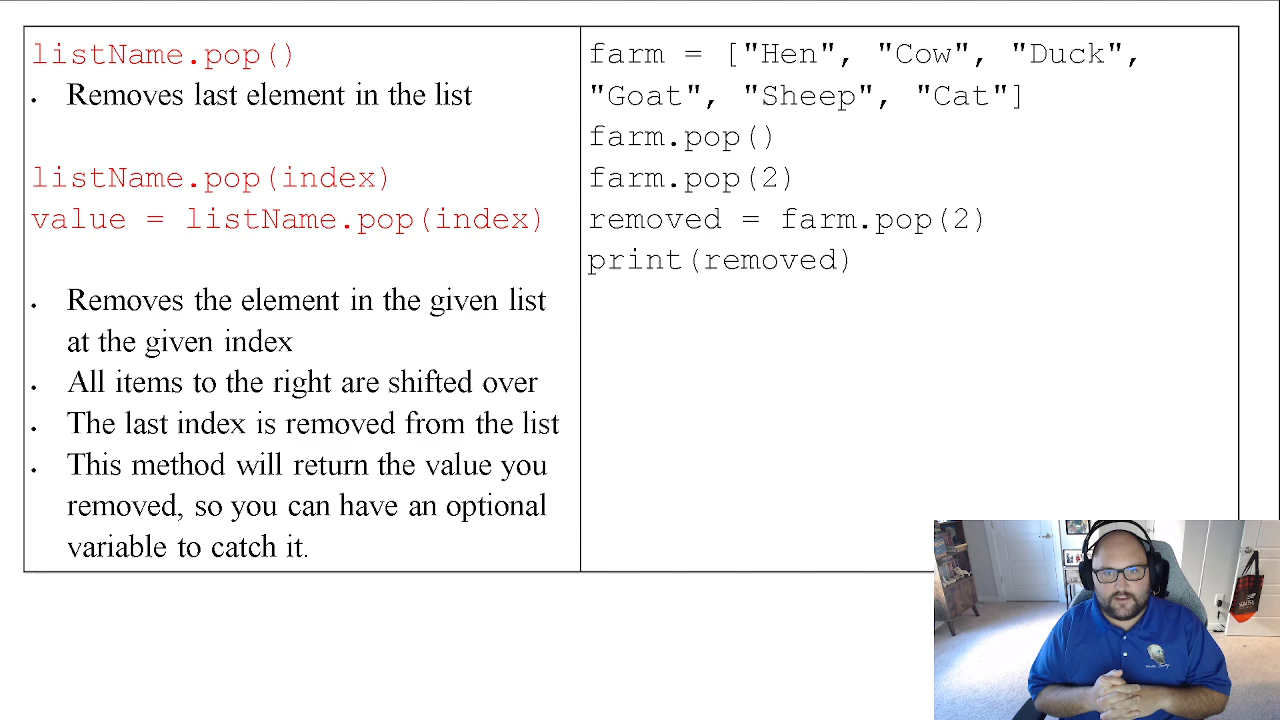 listName.pop()
• Removes last element in the list
listName.pop(index)
value = listName.pop(index)
• Removes the element in the given list
at the given index
• All items to the right are shifted over
• The last index is removed from the list
• This method will return the value you
removed, so you can have an optional
variable to catch it.
farm = ["Hen", "Cow", "Duck",
"Goat", "Sheep", "Cat"]
farm.pop()
farm.pop(2)
removed = farm.pop(2)
print(removed)